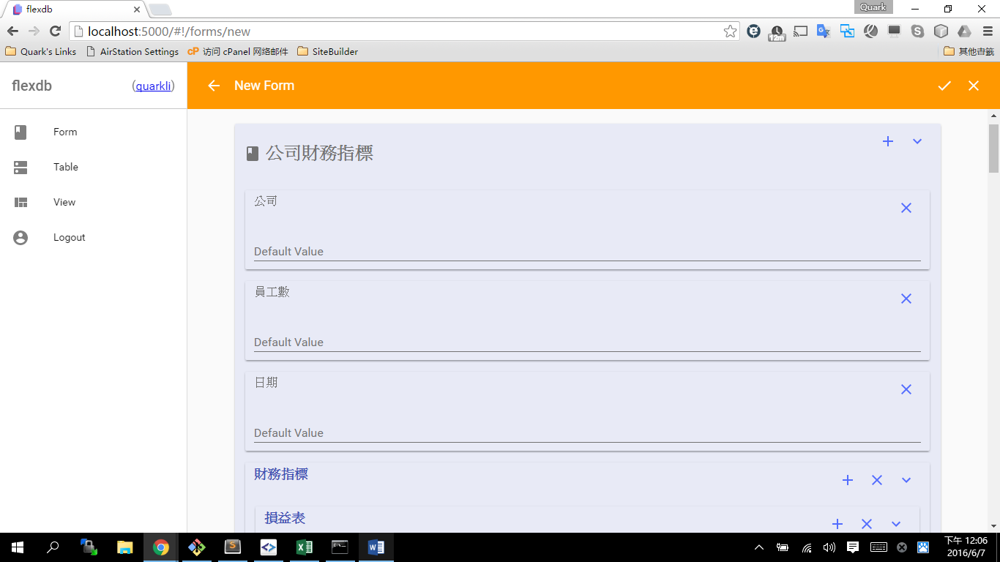 flexdb
Quark
localhost:5000/#!/forms/new
Quark's Links
AirStation Settings
cP 访问 cPanel 网络邮件
SiteBuilder
其他書籤
flexdb
(quarkli)
New Form
Form
Table
View
Logout
公司財務指標
公司
Default Value
員工數
Default Value
日期
Default Value
財務指標
損益表
下午 12:06
2016/6/7